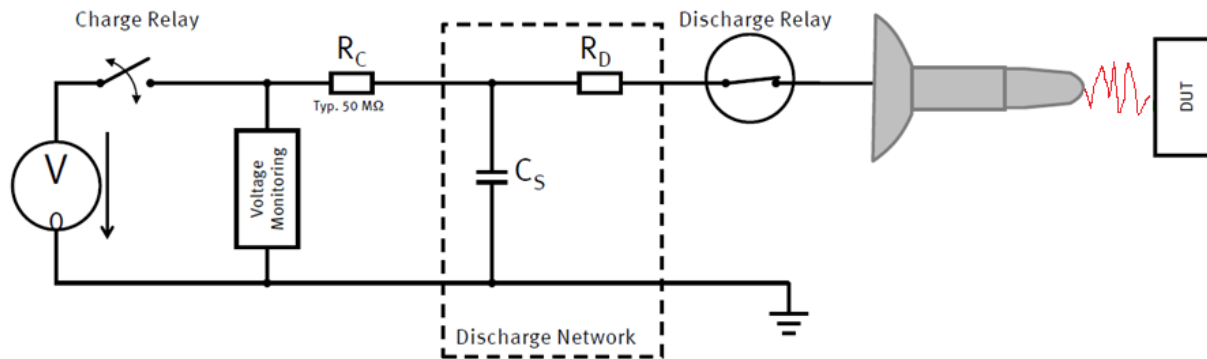 Charge Relay
Discharge Relay
R_C
R_D
Typ. 50 MΩ
V
0
Voltage
Monitoring
C_S
DUT
Discharge Network